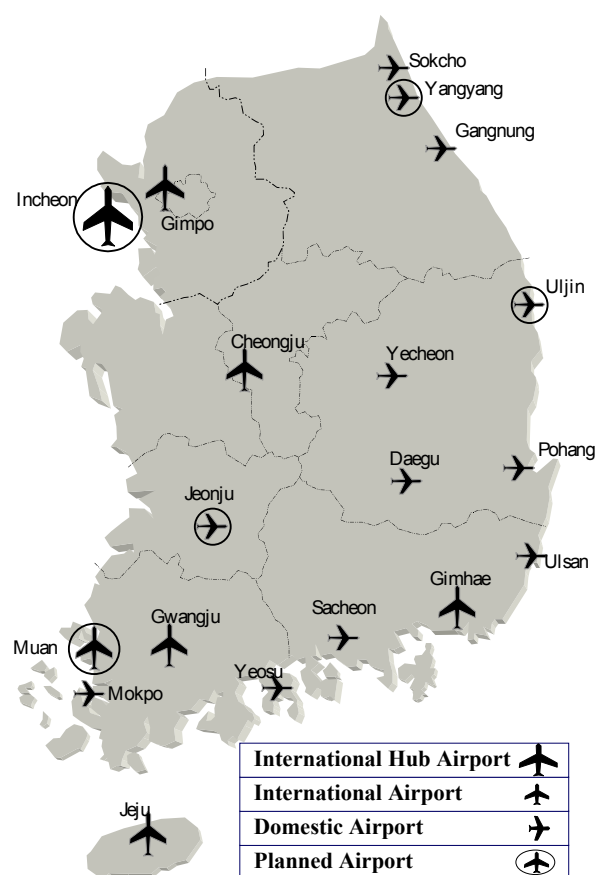 Sokcho
Yangyang
Gangnung
Incheon
Gimpo
Uljin
Cheongju
Yecheon
Daegu
Pohang
Jeonju
Ulsan
Gimhae
Gwangju
Sacheon
Muan
Yeosu
Mokpo
International Hub Airport
International Airport
Jeju
Domestic Airport
Planned Airport